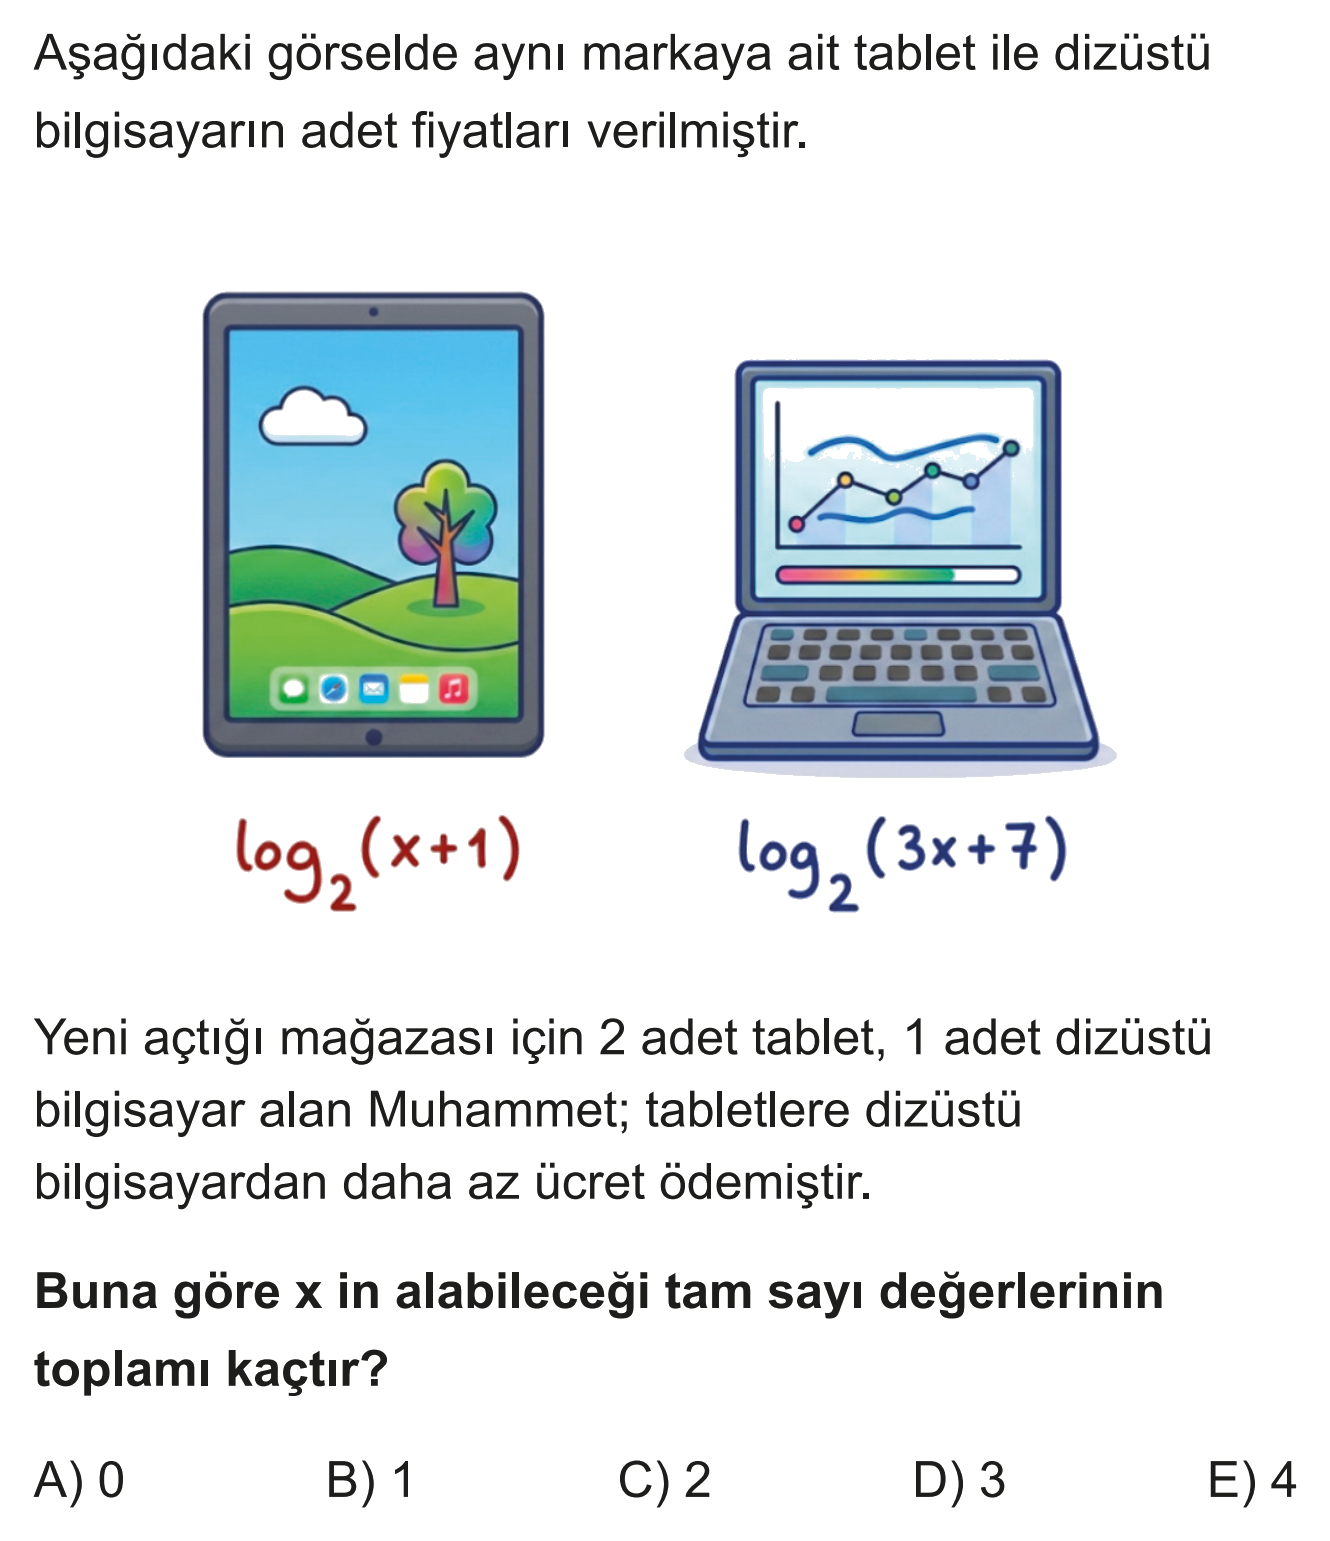 Aşağıdaki görselde aynı markaya ait tablet ile dizüstü
bilgisayarın adet fiyatları verilmiştir.
log₂(x+1)
log₂(3x+7)
Yeni açtığı mağazası için 2 adet tablet, 1 adet dizüstü
bilgisayar alan Muhammet; tabletlere dizüstü
bilgisayardan daha az ücret ödemiştir.
Buna göre x in alabileceği tam sayı değerlerinin
toplamı kaçtır?
A) 0 B) 1 C) 2 D) 3 E) 4